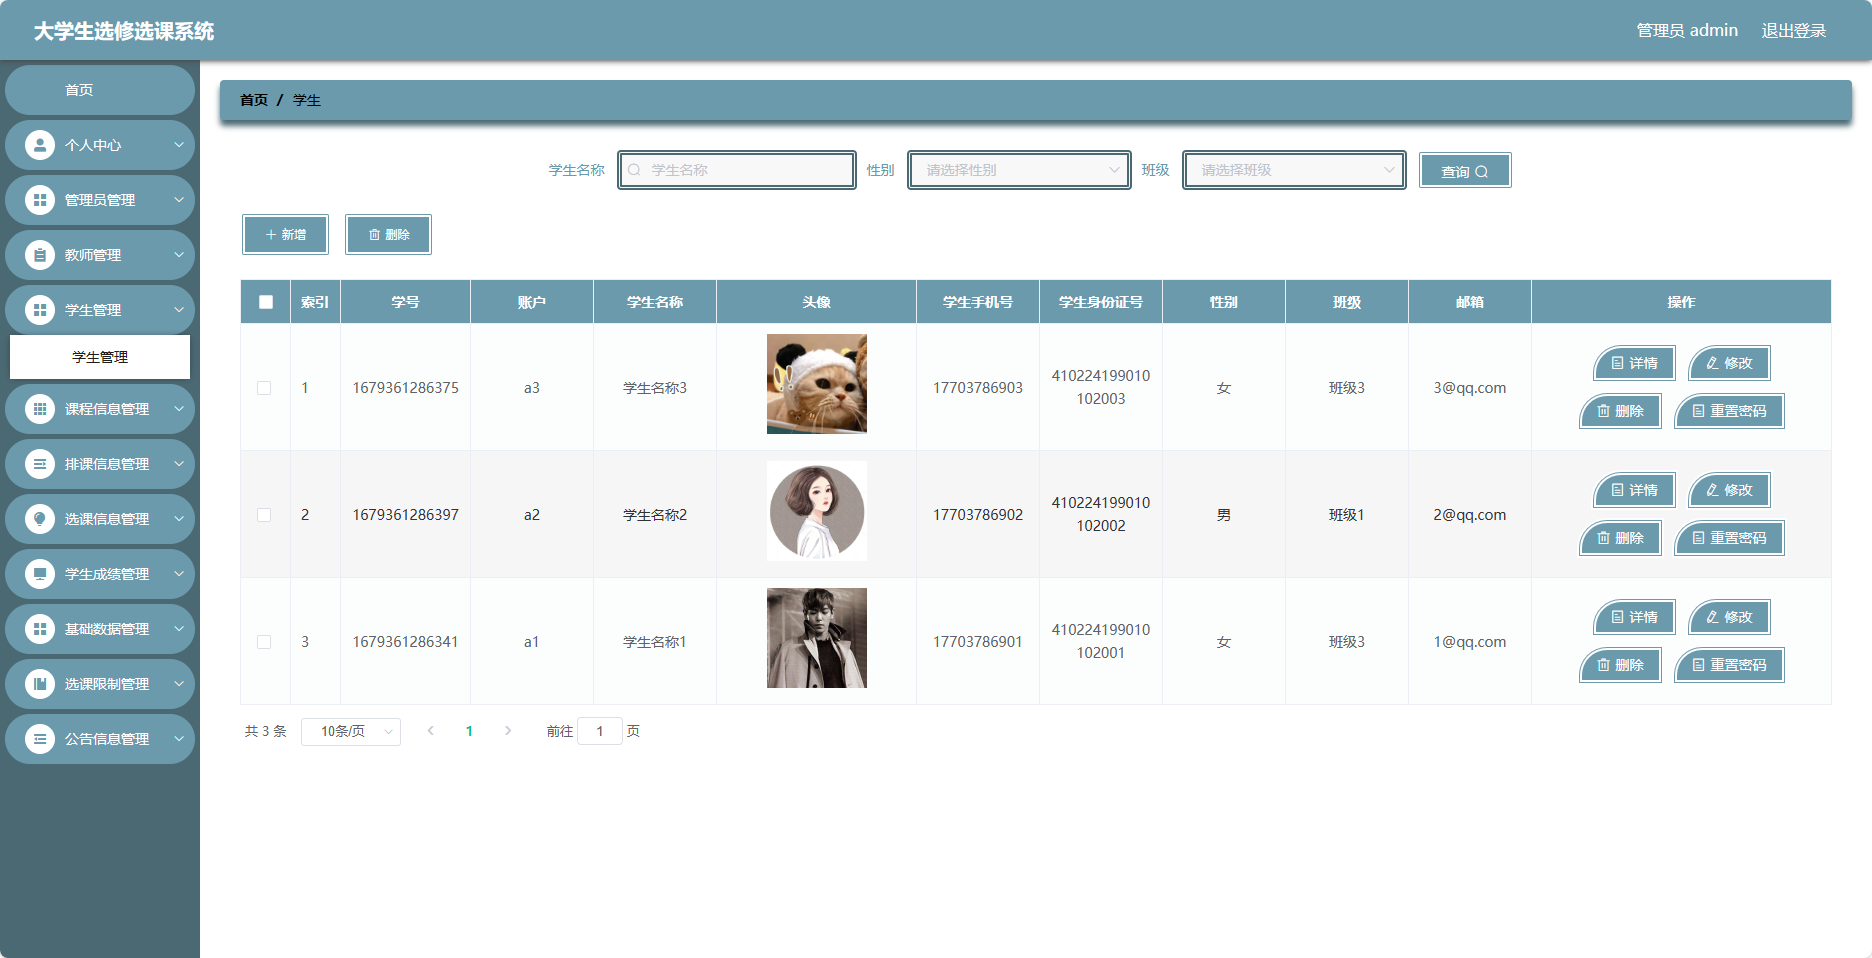 大学生选修选课系统
管理员 admin 退出登录
首页
个人中心
管理员管理
教师管理
学生管理
学生管理
课程信息管理
排课信息管理
选课信息管理
学生成绩管理
基础数据管理
选课限制管理
公告信息管理
首页 / 学生
学生名称 学生名称 性别 请选择性别 班级 请选择班级 查询
新增 删除
索引 学号 账户 学生名称 头像 学生手机号 学生身份证号 性别 班级 邮箱 操作
1 1679361286375 a3 学生名称3 17703786903 410224199010102003 女 班级3 3@qq.com 详情 修改
删除 重置密码
2 1679361286397 a2 学生名称2 17703786902 410224199010102002 男 班级1 2@qq.com 详情 修改
删除 重置密码
3 1679361286341 a1 学生名称1 17703786901 410224199010102001 女 班级3 1@qq.com 详情 修改
删除 重置密码
共 3 条 10条/页 1 前往 1 页